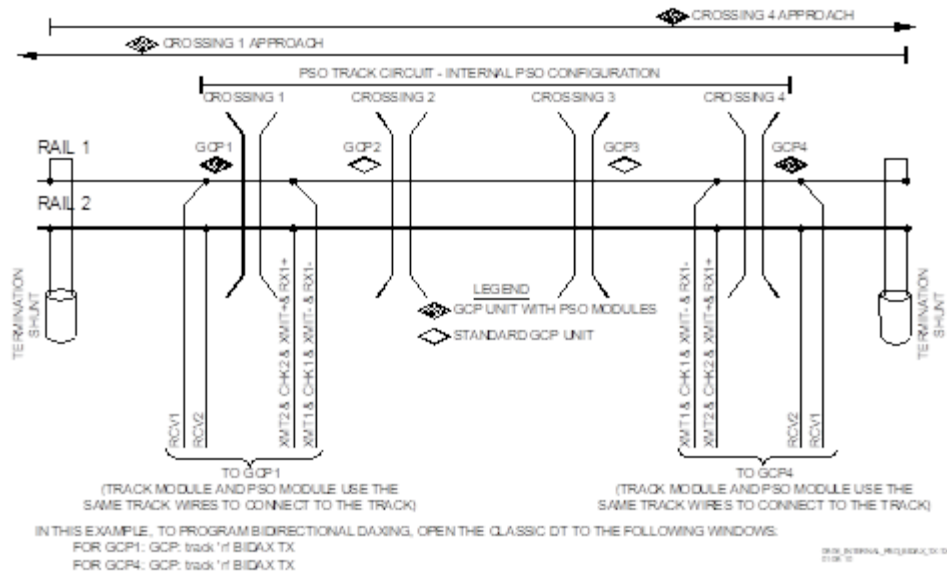 CROSSING 4 APPROACH
CROSSING 1 APPROACH
PSO TRACK CIRCUIT - INTERNAL PSO CONFIGURATION
CROSSING 1
CROSSING 2
CROSSING 3
CROSSING 4
RAIL 1
GCP1
GCP2
GCP3
GCP4
RAIL 2
TERMINATION
SHUNT
LEGEND
GCP UNIT WITH PSO MODULES
STANDARD GCP UNIT
TERMINATION
SHUNT
RCV1
RCV2
XMT2 & CHK2 & XMIT+ & RX1+
XMT1 & CHK1 & XMIT- & RX1-
XMT1 & CHK1 & XMIT- & RX1-
XMT2 & CHK2 & XMIT+ & RX1+
RCV2
RCV1
TO GCP1
(TRACK MODULE AND PSO MODULE USE THE
SAME TRACK WIRES TO CONNECT TO THE TRACK)
TO GCP4
(TRACK MODULE AND PSO MODULE USE THE
SAME TRACK WIRES TO CONNECT TO THE TRACK)
IN THIS EXAMPLE, TO PROGRAM BIDIRECTIONAL DAXING, OPEN THE CLASSIC DT TO THE FOLLOWING WINDOWS:
FOR GCP1: GCP: track 'n' BIDAX TX
FOR GCP4: GCP: track 'n' BIDAX TX